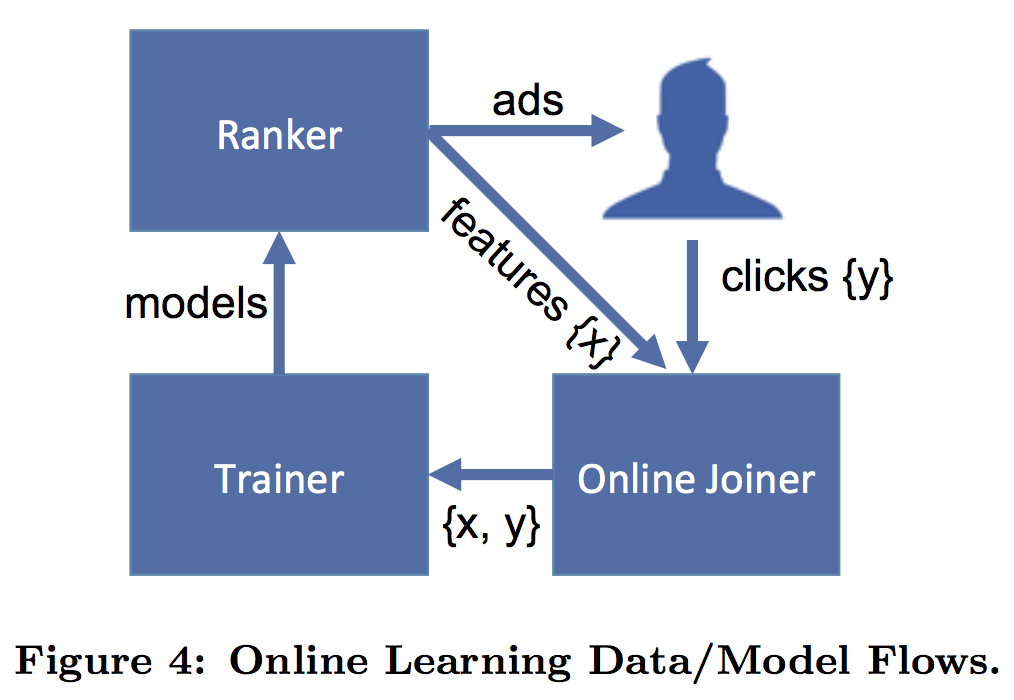 Ranker
ads
features {x}
clicks {y}
models
Trainer
{x, y}
Online Joiner
Figure 4: Online Learning Data/Model Flows.